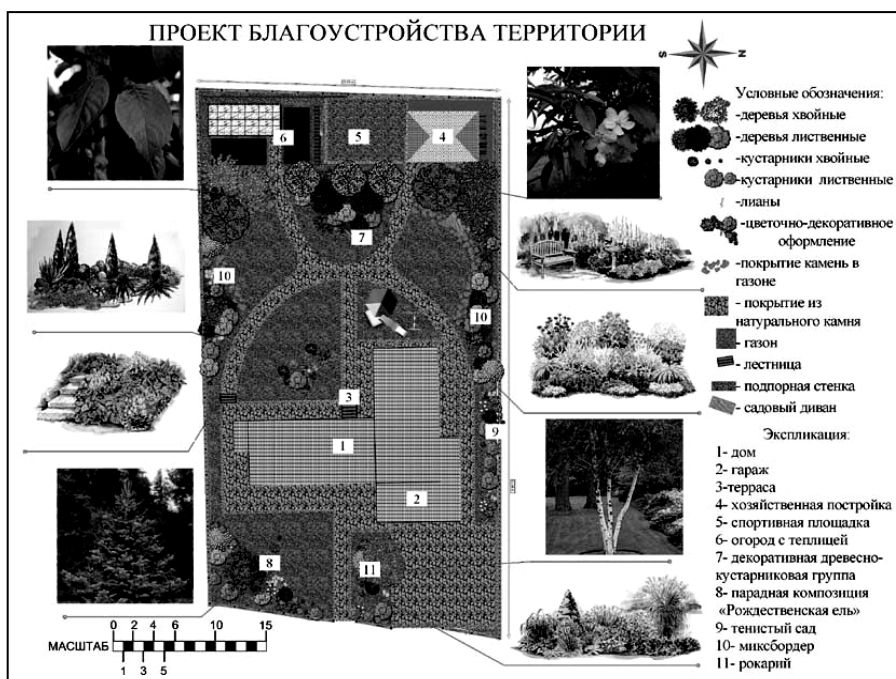 ПРОЕКТ БЛАГОУСТРОЙСТВА ТЕРРИТОРИИ
S
N
Условные обозначения:
-деревья хвойные
-деревья лиственные
-кустарники хвойные
-кустарники лиственные
-лианы
-цветочно-декоративное
оформление
-покрытие камень в
газоне
- покрытие из
натурального камня
- газон
- лестница
- подпорная стенка
- садовый диван
Экспликация:
1- дом
2- гараж
3-терраса
4- хозяйственная постройка
5- спортивная площадка
6- огород с теплицей
7- декоративная древесно-
кустарниковая группа
8- парадная композиция
«Рождественская ель»
9- тенистый сад
10- миксбордер
11- рокарий
6
5
4
7
10
10
3
9
1
2
8
11
МАСШТАБ
0 2 4 6 10 15
1 3 5